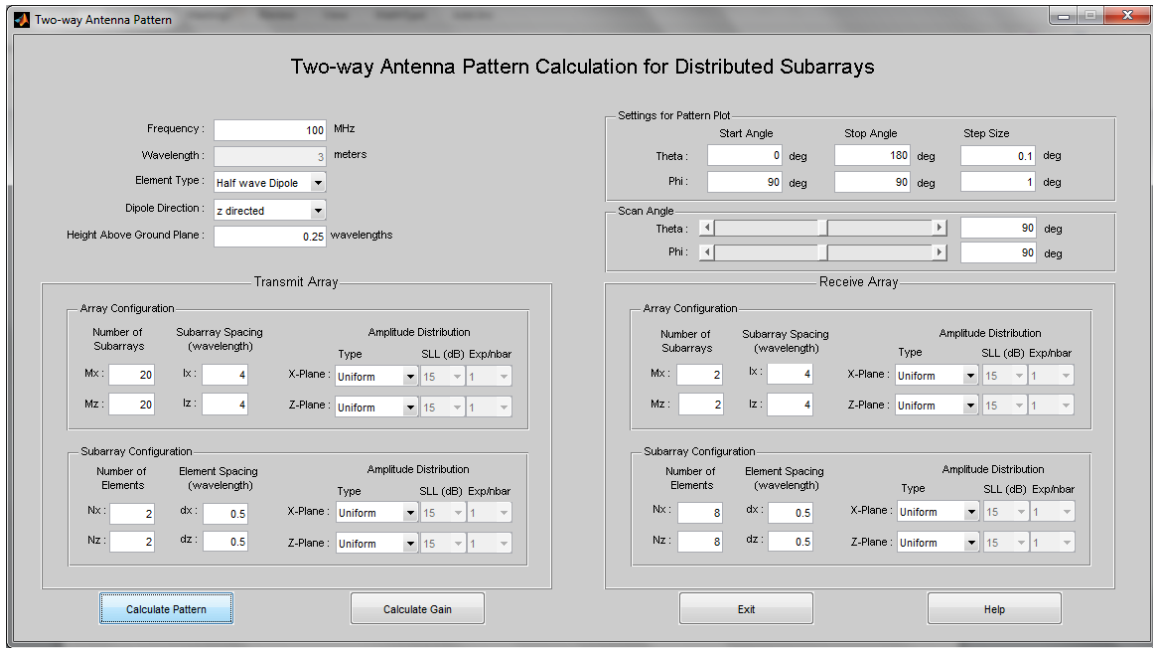 Two-way Antenna Pattern
Two-way Antenna Pattern Calculation for Distributed Subarrays
Frequency : 100 MHz
Wavelength : 3 meters
Element Type : Half wave Dipole
Dipole Direction : z directed
Height Above Ground Plane : 0.25 wavelengths
Settings for Pattern Plot
Start Angle Stop Angle Step Size
Theta : 0 deg 180 deg 0.1 deg
Phi : 90 deg 90 deg 1 deg
Scan Angle
Theta : 90 deg
Phi : 90 deg
Transmit Array
Array Configuration
Number of Subarray Spacing Amplitude Distribution
Subarrays (wavelength)
Type SLL (dB) Exp/nbar
Mx : 20 lx : 4 X-Plane : Uniform 15 1
Mz : 20 lz : 4 Z-Plane : Uniform 15 1
Subarray Configuration
Number of Element Spacing Amplitude Distribution
Elements (wavelength)
Type SLL (dB) Exp/nbar
Nx : 2 dx : 0.5 X-Plane : Uniform 15 1
Nz : 2 dz : 0.5 Z-Plane : Uniform 15 1
Receive Array
Array Configuration
Number of Subarray Spacing Amplitude Distribution
Subarrays (wavelength)
Type SLL (dB) Exp/nbar
Mx : 2 lx : 4 X-Plane : Uniform 15 1
Mz : 2 lz : 4 Z-Plane : Uniform 15 1
Subarray Configuration
Number of Element Spacing Amplitude Distribution
Elements (wavelength)
Type SLL (dB) Exp/nbar
Nx : 8 dx : 0.5 X-Plane : Uniform 15 1
Nz : 8 dz : 0.5 Z-Plane : Uniform 15 1
Calculate Pattern Calculate Gain Exit Help